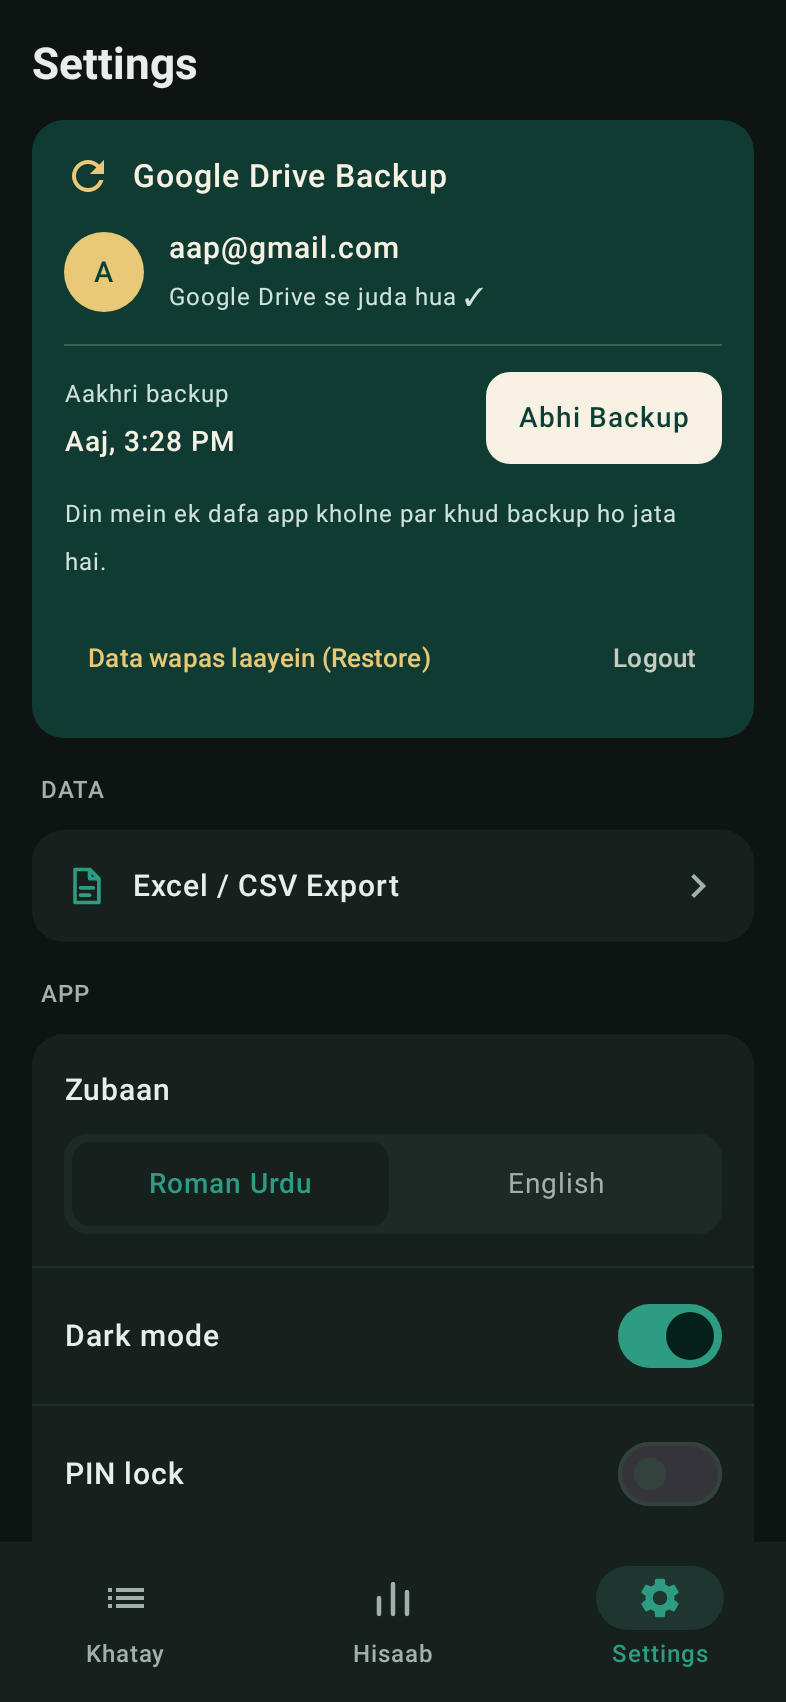 Settings
Google Drive Backup
A
aap@gmail.com
Google Drive se juda hua ✓
Aakhri backup
Aaj, 3:28 PM
Abhi Backup
Din mein ek dafa app kholne par khud backup ho jata
hai.
Data wapas laayein (Restore)
Logout
DATA
Excel / CSV Export
APP
Zubaan
Roman Urdu
English
Dark mode
PIN lock
Khatay
Hisaab
Settings